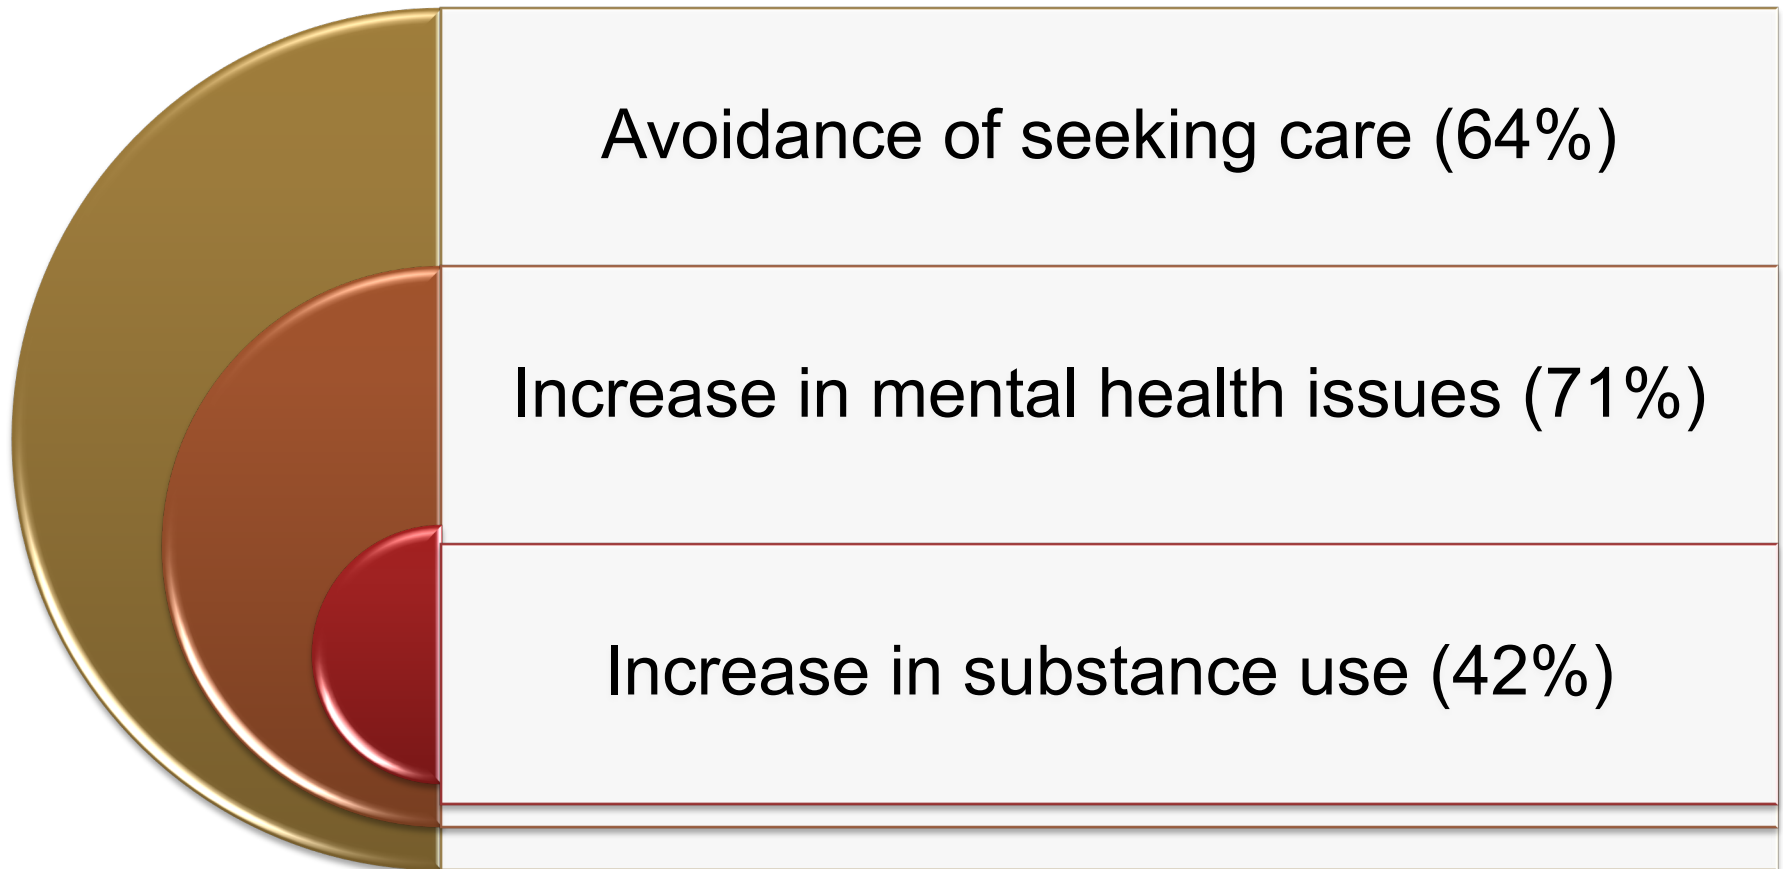 Avoidance of seeking care (64%)
Increase in mental health issues (71%)
Increase in substance use (42%)